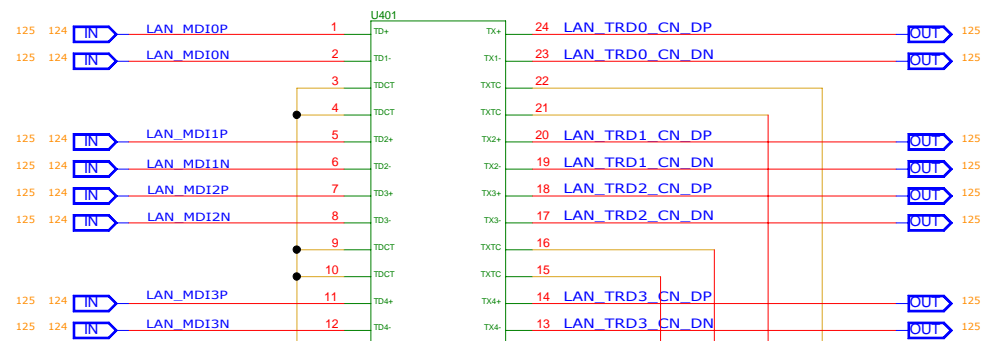 U401
125 124 IN LAN_MDI0P 1 TD+ TX+ 24 LAN_TRD0_CN_DP OUT 125
125 124 IN LAN_MDI0N 2 TD1- TX1- 23 LAN_TRD0_CN_DN OUT 125
3 TDCT TXTC 22
4 TDCT TXTC 21
125 124 IN LAN_MDI1P 5 TD2+ TX2+ 20 LAN_TRD1_CN_DP OUT 125
125 124 IN LAN_MDI1N 6 TD2- TX2- 19 LAN_TRD1_CN_DN OUT 125
125 124 IN LAN_MDI2P 7 TD3+ TX3+ 18 LAN_TRD2_CN_DP OUT 125
125 124 IN LAN_MDI2N 8 TD3- TX3- 17 LAN_TRD2_CN_DN OUT 125
9 TDCT TXTC 16
10 TDCT TXTC 15
125 124 IN LAN_MDI3P 11 TD4+ TX4+ 14 LAN_TRD3_CN_DP OUT 125
125 124 IN LAN_MDI3N 12 TD4- TX4- 13 LAN_TRD3_CN_DN OUT 125